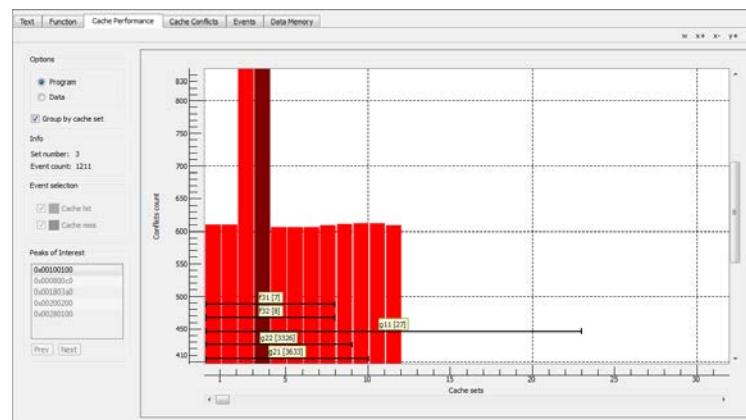 Text Function Cache Performance Cache Conflicts Events Data Memory
w x+ x- y+
Options
Program
Data
Group by cache set
Info
Set number: 3
Event count: 1211
Event selection
Cache hit
Cache miss
Peaks of Interest
0x00100100
0x000800c0
0x001803a0
0x00200200
0x00280100
Prev Next
Conflicts count
830
800
700
650
600
550
500
450
410
f31 [7]
f32 [8]
g11 [27]
g22 [3326]
g21 [3633]
1 5 10 15 20 25 30
Cache sets